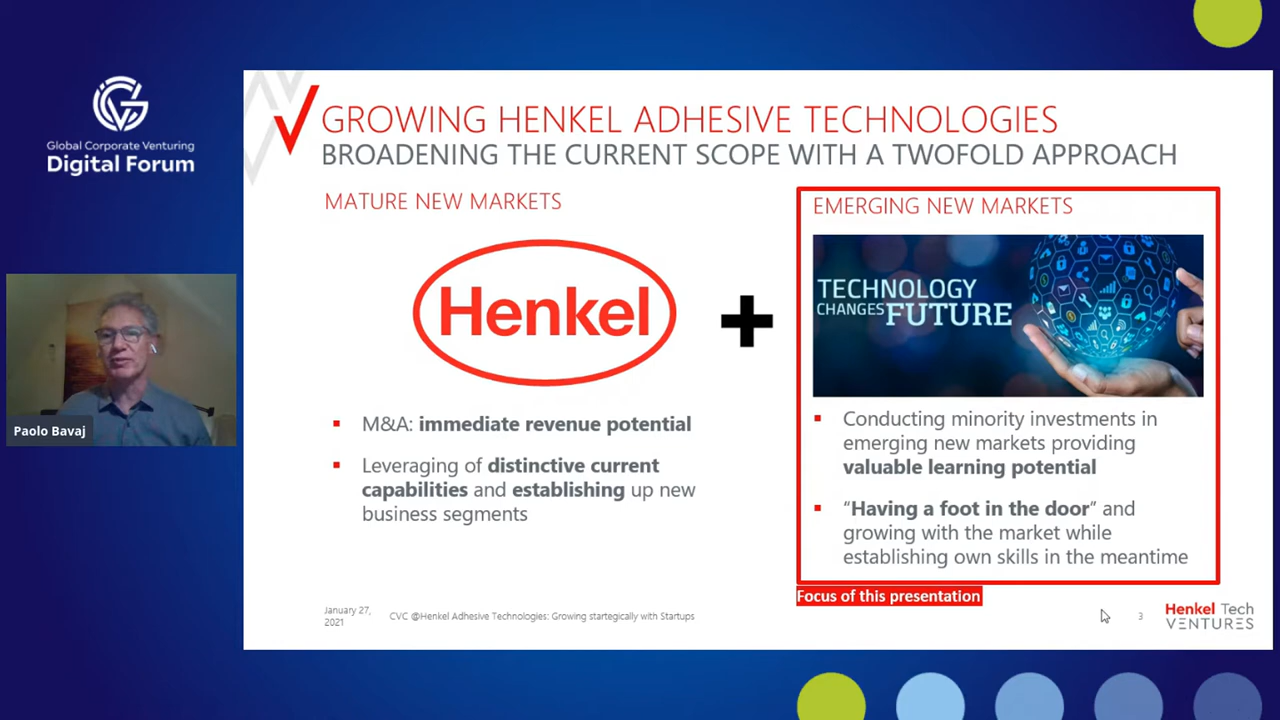 Global Corporate Venturing
Digital Forum
Paolo Bavaj
GROWING HENKEL ADHESIVE TECHNOLOGIES
BROADENING THE CURRENT SCOPE WITH A TWOFOLD APPROACH
MATURE NEW MARKETS
Henkel
M&A: immediate revenue potential
Leveraging of distinctive current
capabilities and establishing up new
business segments
+
EMERGING NEW MARKETS
TECHNOLOGY
CHANGES FUTURE
Conducting minority investments in
emerging new markets providing
valuable learning potential
“Having a foot in the door” and
growing with the market while
establishing own skills in the meantime
Focus of this presentation
January 27,
2021
CVC @Henkel Adhesive Technologies: Growing startegically with Startups
3
Henkel Tech
VENTURES